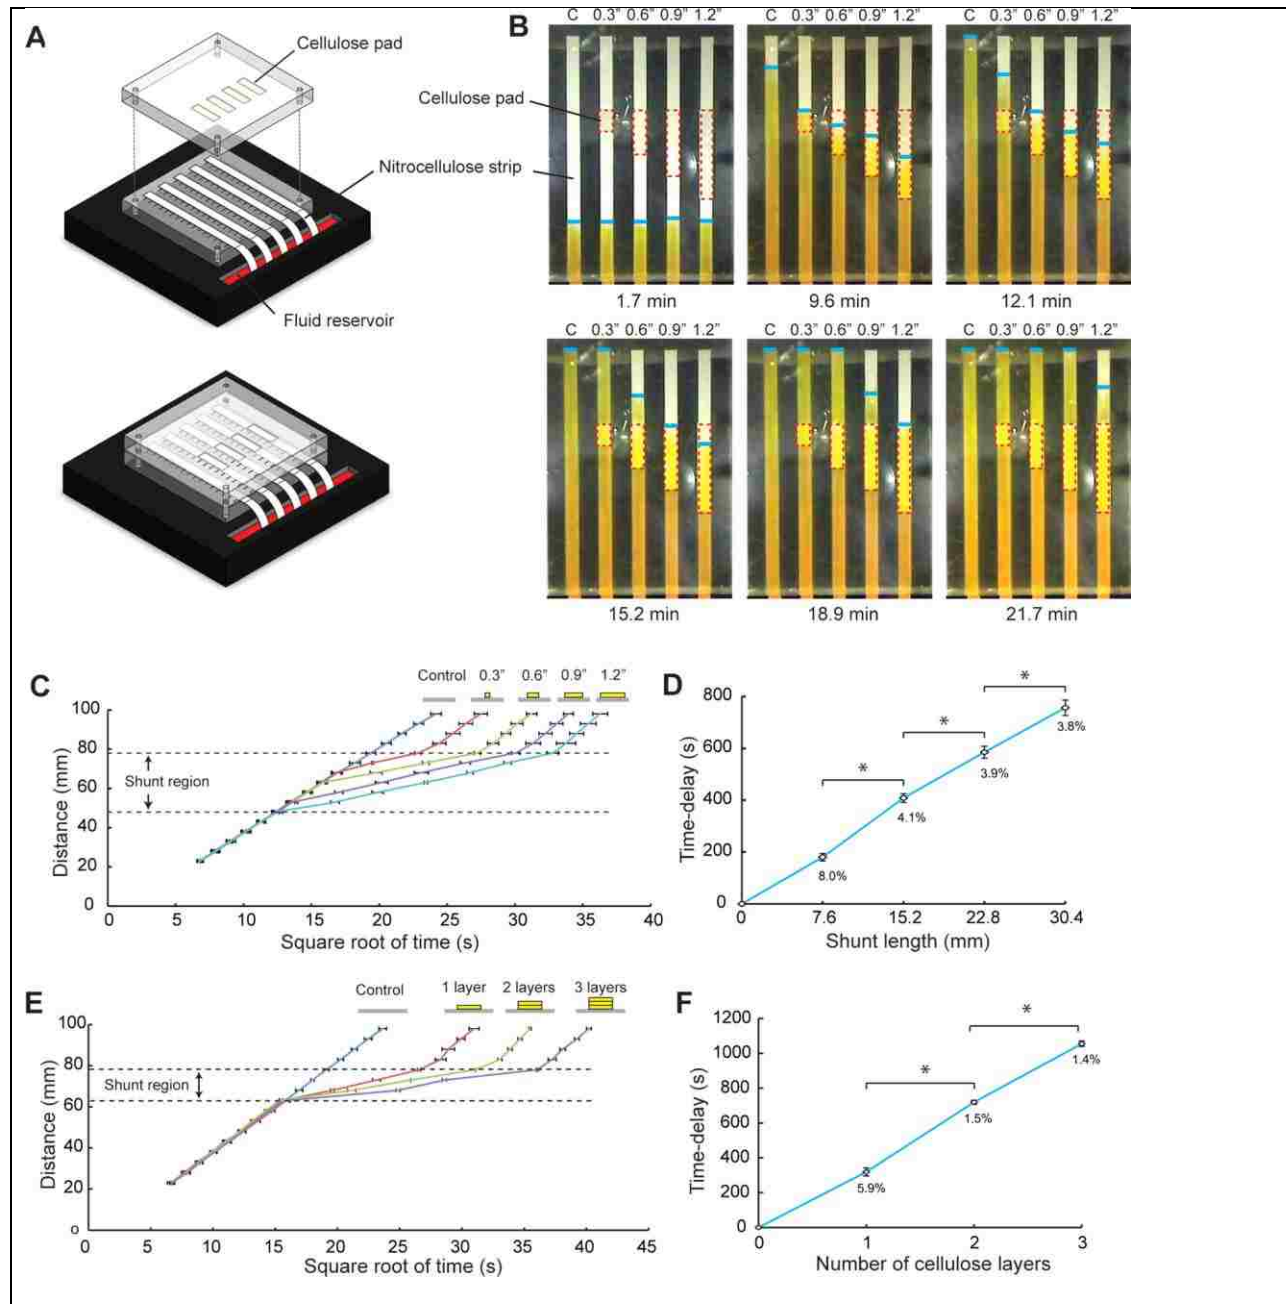 A
Cellulose pad
Fluid reservoir
B
C 0.3” 0.6” 0.9” 1.2”
C 0.3” 0.6” 0.9” 1.2”
C 0.3” 0.6” 0.9” 1.2”
Cellulose pad
Nitrocellulose strip
1.7 min
9.6 min
12.1 min
C 0.3” 0.6” 0.9” 1.2”
C 0.3” 0.6” 0.9” 1.2”
C 0.3” 0.6” 0.9” 1.2”
15.2 min
18.9 min
21.7 min
C
Control 0.3” 0.6” 0.9” 1.2”
Distance (mm)
100
80
60
40
20
0
Shunt region
0 5 10 15 20 25 30 35 40
Square root of time (s)
D
Time-delay (s)
800
600
400
200
0
*
*
*
8.0%
4.1%
3.9%
3.8%
0 7.6 15.2 22.8 30.4
Shunt length (mm)
E
Control 1 layer 2 layers 3 layers
Distance (mm)
100
80
60
40
20
0
Shunt region
0 5 10 15 20 25 30 35 40 45
Square root of time (s)
F
Time-delay (s)
1200
1000
800
600
400
200
0
*
*
5.9%
1.5%
1.4%
0 1 2 3
Number of cellulose layers